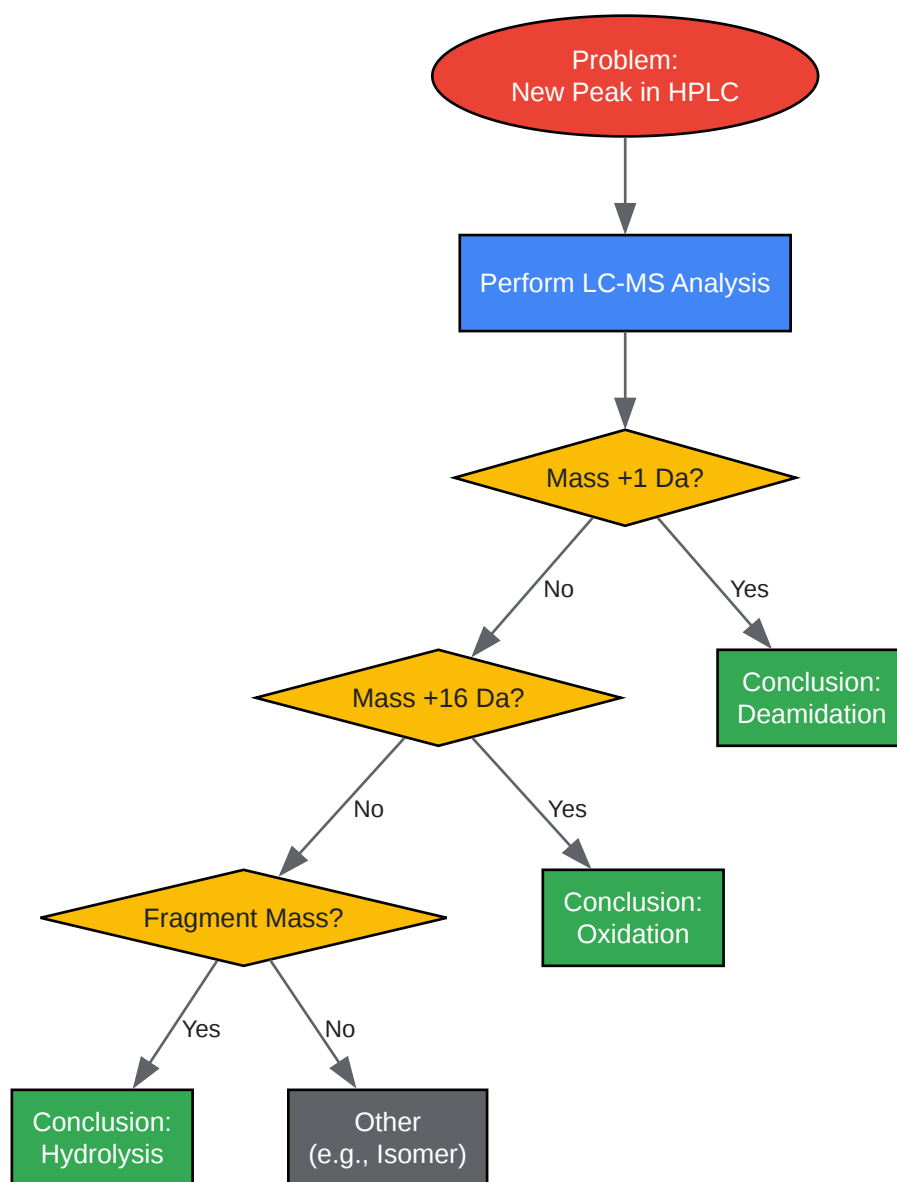 Problem:
New Peak in HPLC
Perform LC-MS Analysis
Mass +1 Da?
No
Yes
Conclusion:
Deamidation
Mass +16 Da?
No
Yes
Conclusion:
Oxidation
Fragment Mass?
Yes
No
Conclusion:
Hydrolysis
Other
(e.g., Isomer)